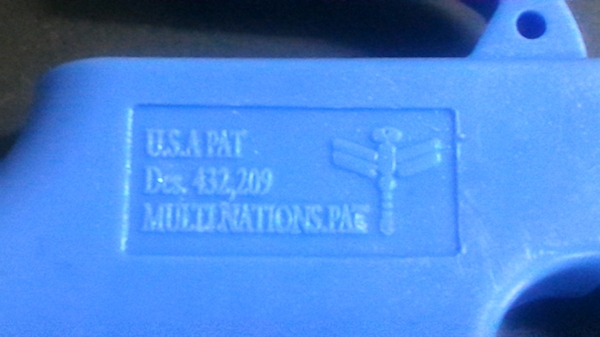 U.S.A PAT
Des. 432,209
MULTI.NATIONS.PAT